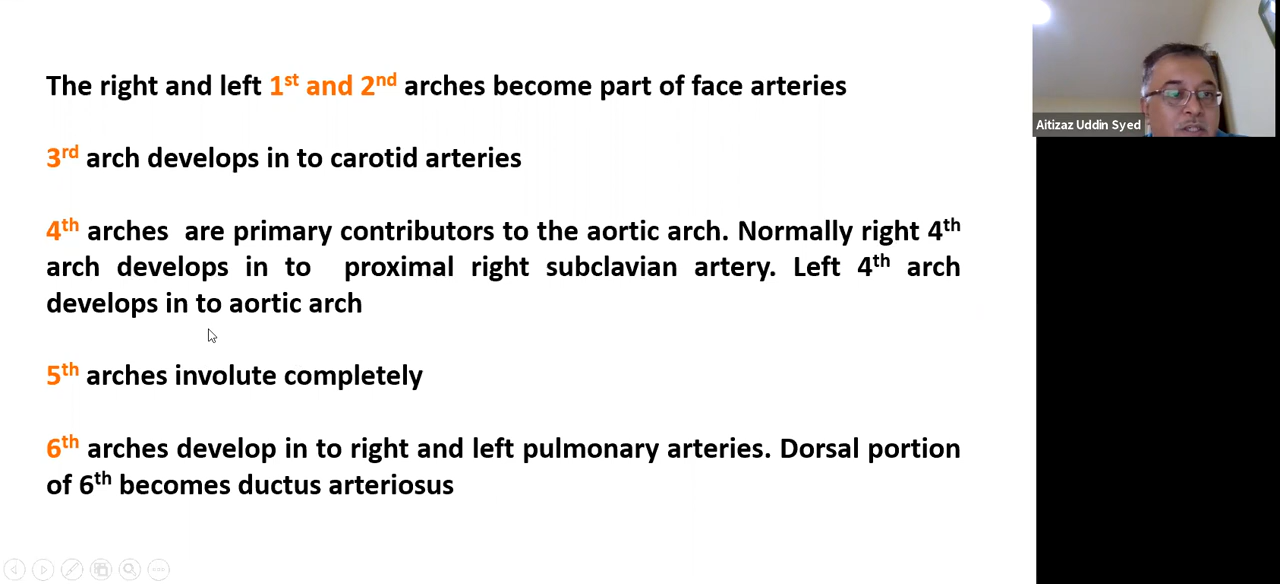 The right and left 1st and 2nd arches become part of face arteries
3rd arch develops in to carotid arteries
4th arches are primary contributors to the aortic arch. Normally right 4th
arch develops in to proximal right subclavian artery. Left 4th arch
develops in to aortic arch
5th arches involute completely
6th arches develop in to right and left pulmonary arteries. Dorsal portion
of 6th becomes ductus arteriosus
Aitizaz Uddin Syed